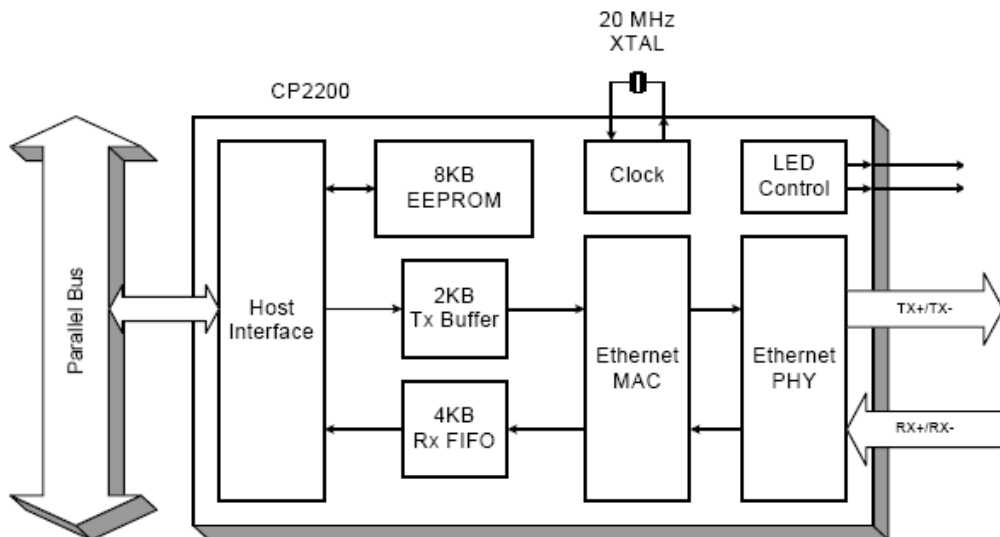 20 MHz
XTAL
CP2200
8KB
EEPROM
Clock
LED
Control
Parallel Bus
Host
Interface
2KB
Tx Buffer
Ethernet
MAC
Ethernet
PHY
TX+/TX-
4KB
Rx FIFO
RX+/RX-